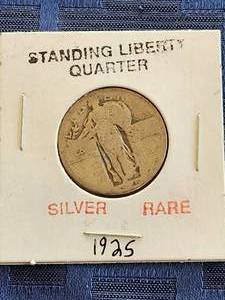 STANDING LIBERTY
QUARTER
SILVER RARE
1925